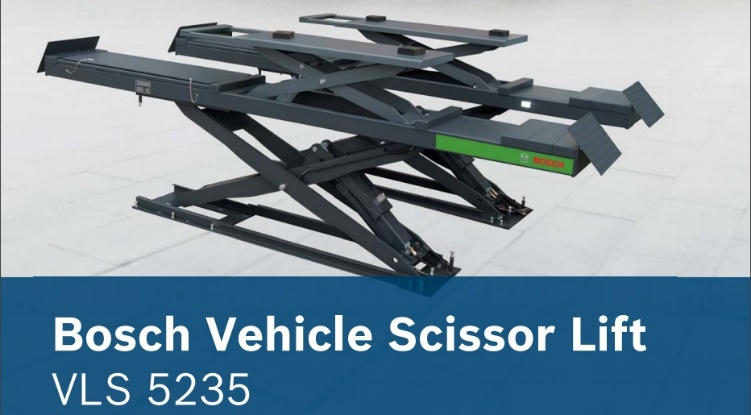 BOSCH
Bosch Vehicle Scissor Lift
VLS 5235